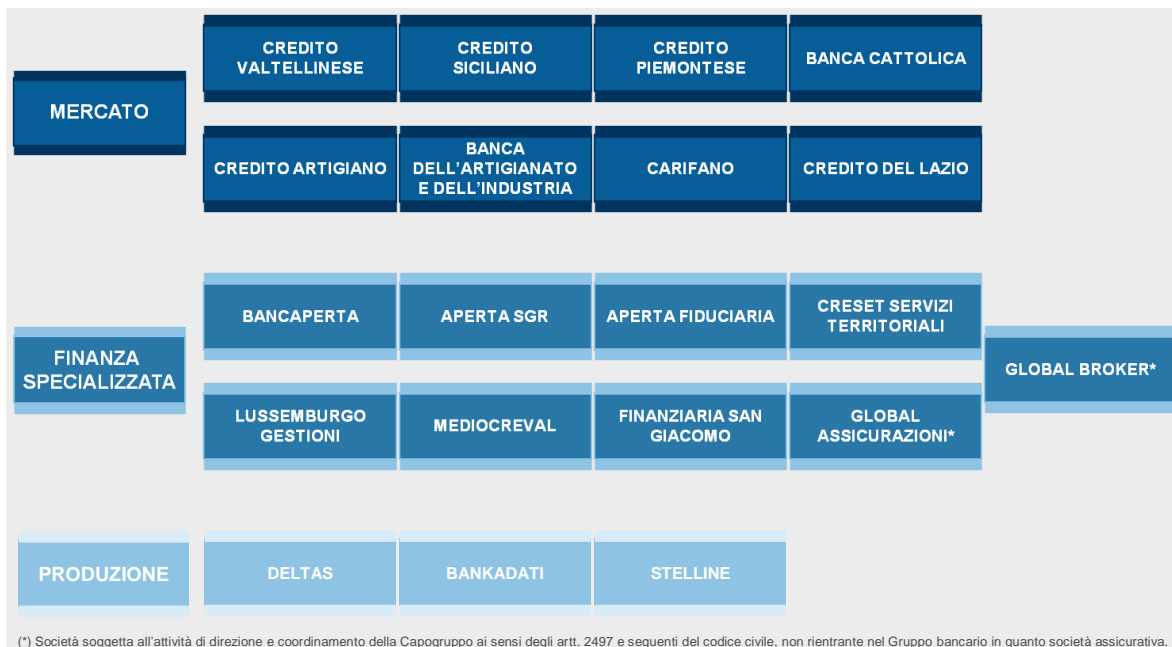 CREDITO
VALTELLINESE
CREDITO
SICILIANO
CREDITO
PIEMONTESE
BANCA CATTOLICA
MERCATO
CREDITO ARTIGIANO
BANCA
DELL'ARTIGIANATO
E DELL'INDUSTRIA
CARIFANO
CREDITO DEL LAZIO
BANCAPERTA
APERTA SGR
APERTA FIDUCIARIA
CRESET SERVIZI
TERRITORIALI
FINANZA
SPECIALIZZATA
GLOBAL BROKER*
LUSSEMBURGO
GESTIONI
MEDIOCREVAL
FINANZIARIA SAN
GIACOMO
GLOBAL
ASSICURAZIONI*
PRODUZIONE
DELTAS
BANKADATI
STELLINE
(*) Società soggetta all'attività di direzione e coordinamento della Capogruppo ai sensi degli artt. 2497 e seguenti del codice civile, non rientrante nel Gruppo bancario in quanto società assicurativa.